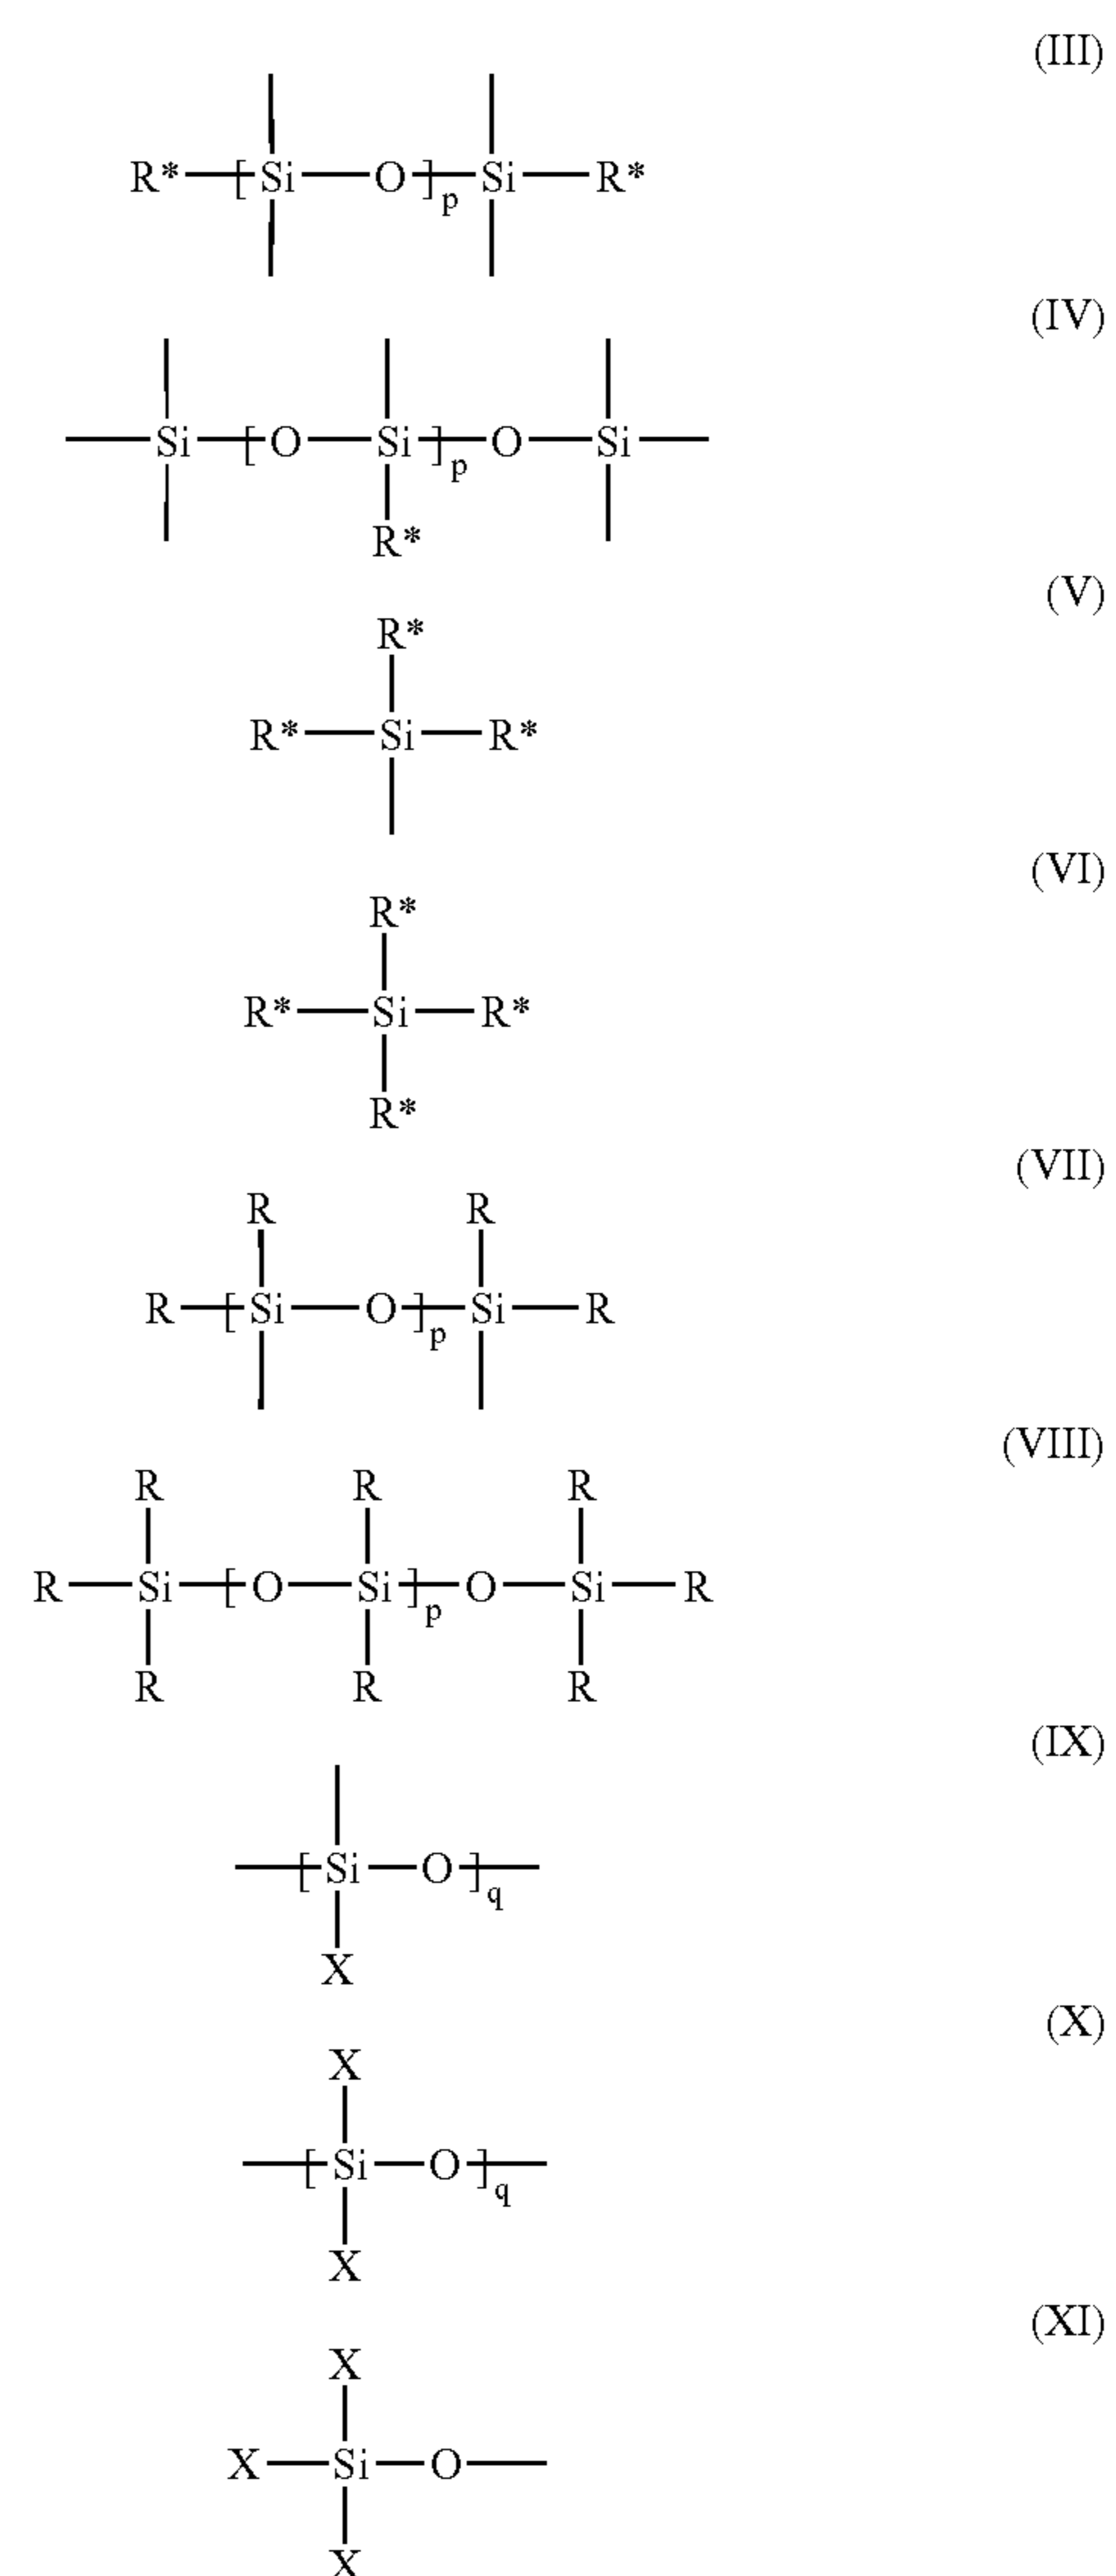 (III)
R* [ Si O ]p Si R*
(IV)
Si [ O Si ]p O Si
R*
(V)
R*
R* Si R*
(VI)
R*
R* Si R*
R*
(VII)
R R
R [ Si O ]p Si R
(VIII)
R R R
R Si [ O Si ]p O Si R
R R R
(IX)
[ Si O ]q
X
(X)
X
[ Si O ]q
X
(XI)
X
X Si O
X